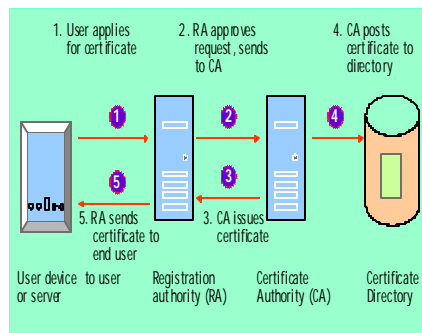 1. User applies
for certificate
2. RA approves
request, sends
to CA
4. CA posts
certificate to
directory
1
2
4
5
3
5. RA sends
certificate to
end user
3. CA issues
certificate
User device to user
or server
Registration
authority (RA)
Certificate
Authority (CA)
Certificate
Directory